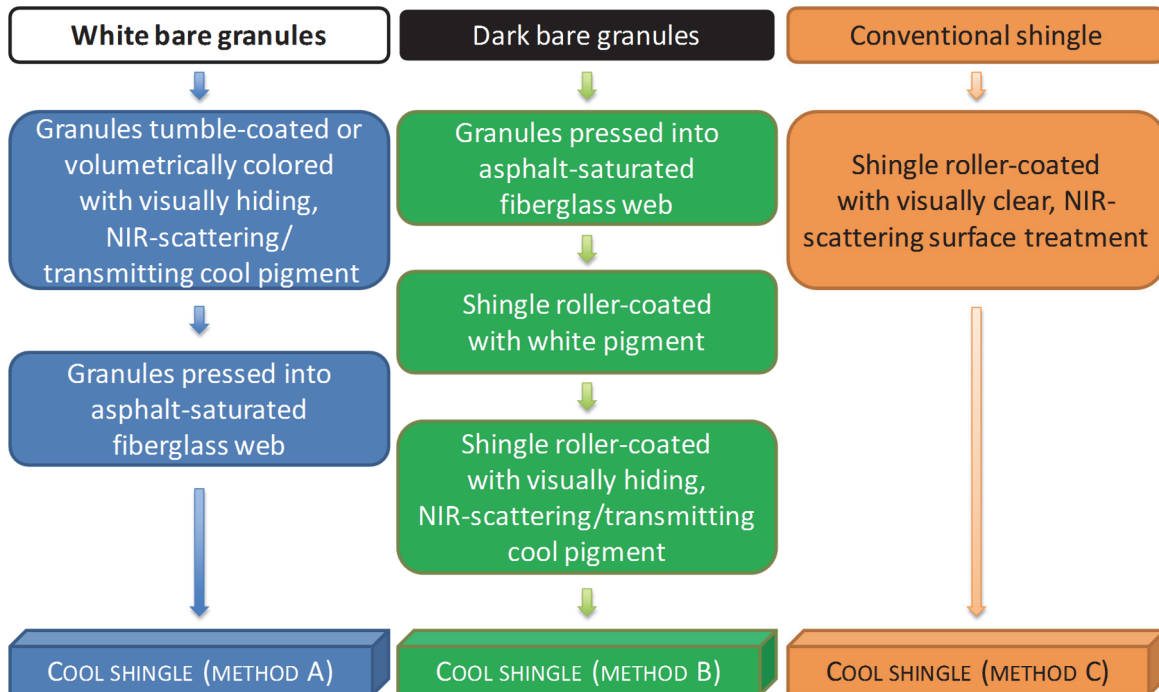 White bare granules
Granules tumble-coated or
volumetrically colored
with visually hiding,
NIR-scattering/
transmitting cool pigment
Granules pressed into
asphalt-saturated
fiberglass web
COOL SHINGLE (METHOD A)
Dark bare granules
Granules pressed into
asphalt-saturated
fiberglass web
Shingle roller-coated
with white pigment
Shingle roller-coated
with visually hiding,
NIR-scattering/transmitting
cool pigment
COOL SHINGLE (METHOD B)
Conventional shingle
Shingle roller-coated
with visually clear, NIR-
scattering surface treatment
COOL SHINGLE (METHOD C)